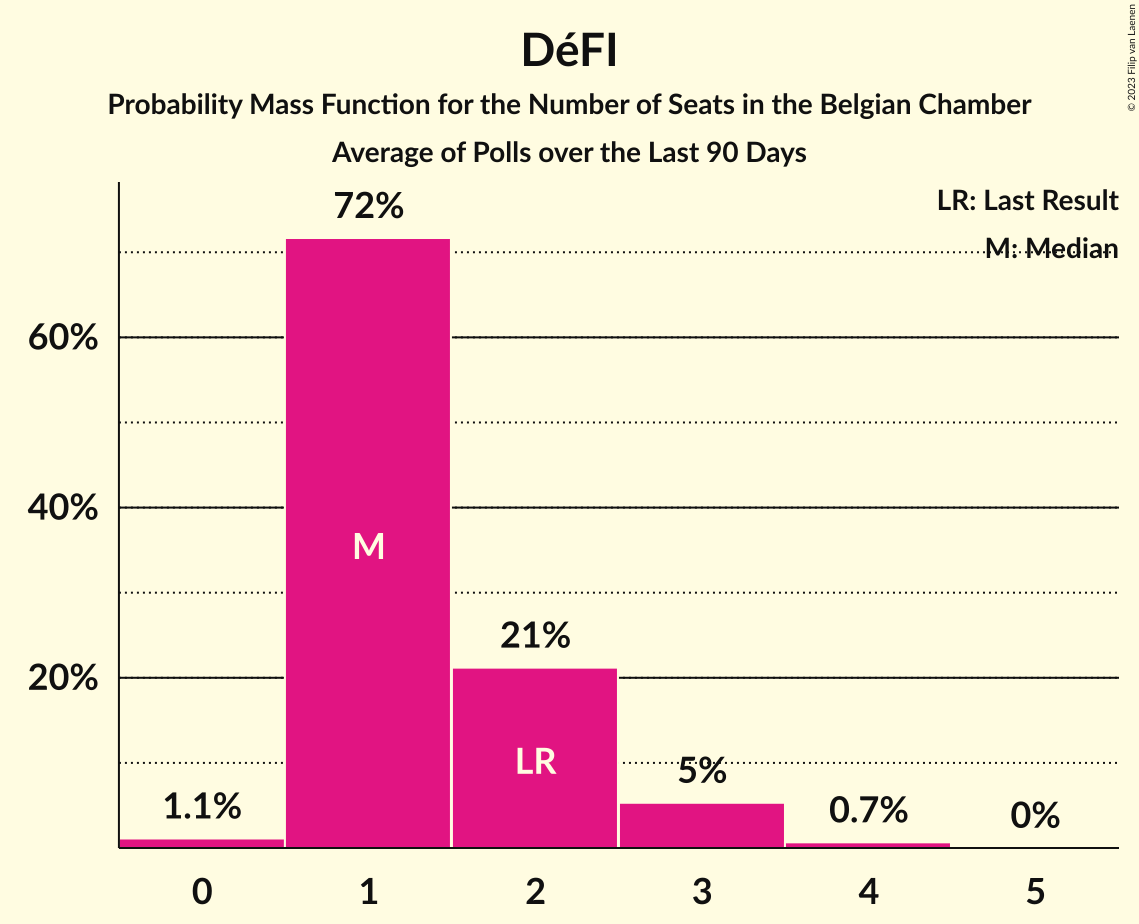 DéFI
Probability Mass Function for the Number of Seats in the Belgian Chamber
Average of Polls over the Last 90 Days
© 2023 Filip van Laenen
LR: Last Result
M: Median
72%
60%
40%
M
21%
20%
LR
5%
1.1%
0.7%
0%
0 1 2 3 4 5